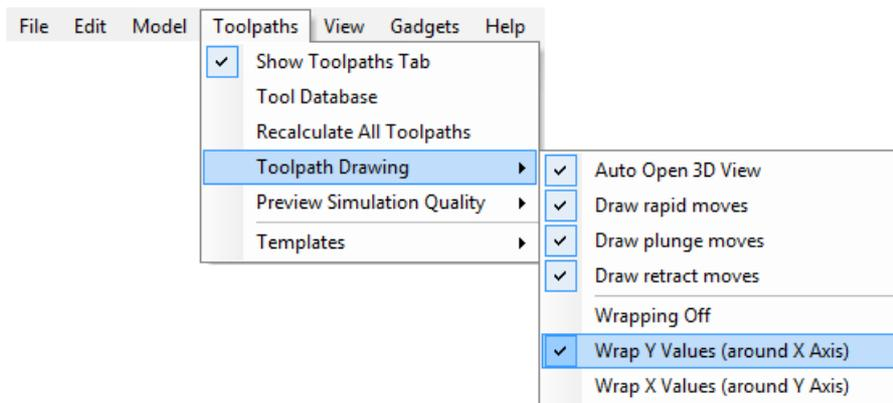 File Edit Model Toolpaths View Gadgets Help
Show Toolpaths Tab
Tool Database
Recalculate All Toolpaths
Toolpath Drawing
Preview Simulation Quality
Templates
Auto Open 3D View
Draw rapid moves
Draw plunge moves
Draw retract moves
Wrapping Off
Wrap Y Values (around X Axis)
Wrap X Values (around Y Axis)